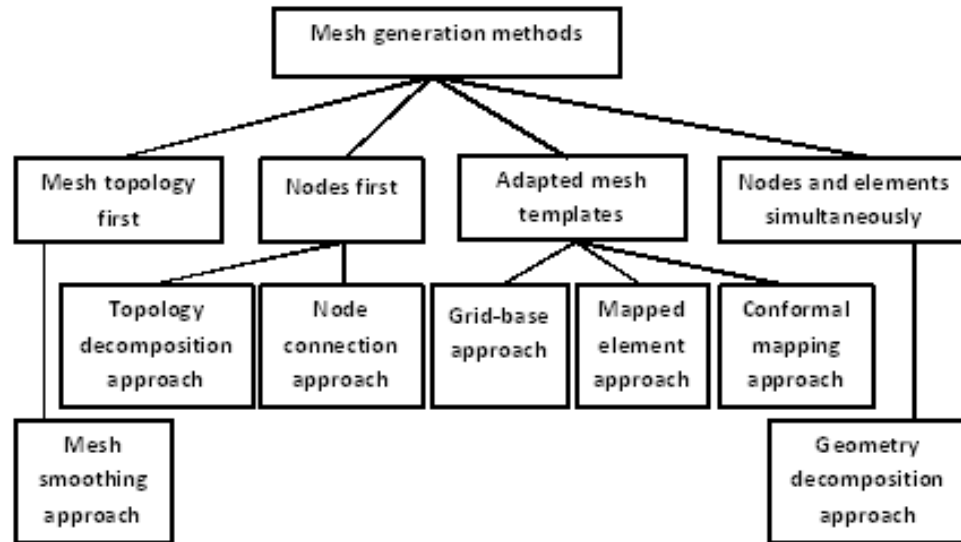 Mesh generation methods
Mesh topology
first
Nodes first
Adapted mesh
templates
Nodes and elements
simultaneously
Topology
decomposition
approach
Node
connection
approach
Grid-base
approach
Mapped
element
approach
Conformal
mapping
approach
Mesh
smoothing
approach
Geometry
decomposition
approach